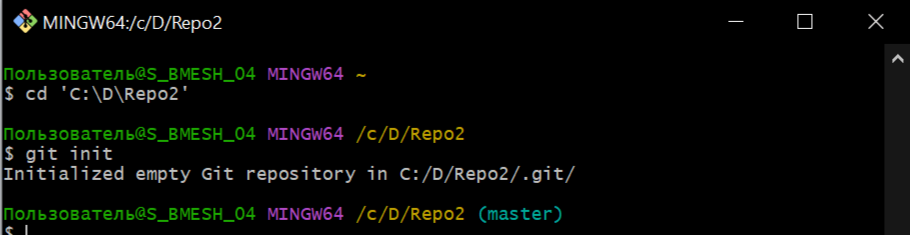 MINGW64:/c/D/Repo2
Пользователь@S_BMESH_04 MINGW64 ~
$ cd 'C:\D\Repo2'
Пользователь@S_BMESH_04 MINGW64 /c/D/Repo2
$ git init
Initialized empty Git repository in C:/D/Repo2/.git/
Пользователь@S_BMESH_04 MINGW64 /c/D/Repo2 (master)
$